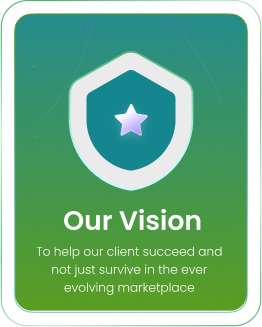 Our Vision
To help our client succeed and
not just survive in the ever
evolving marketplace